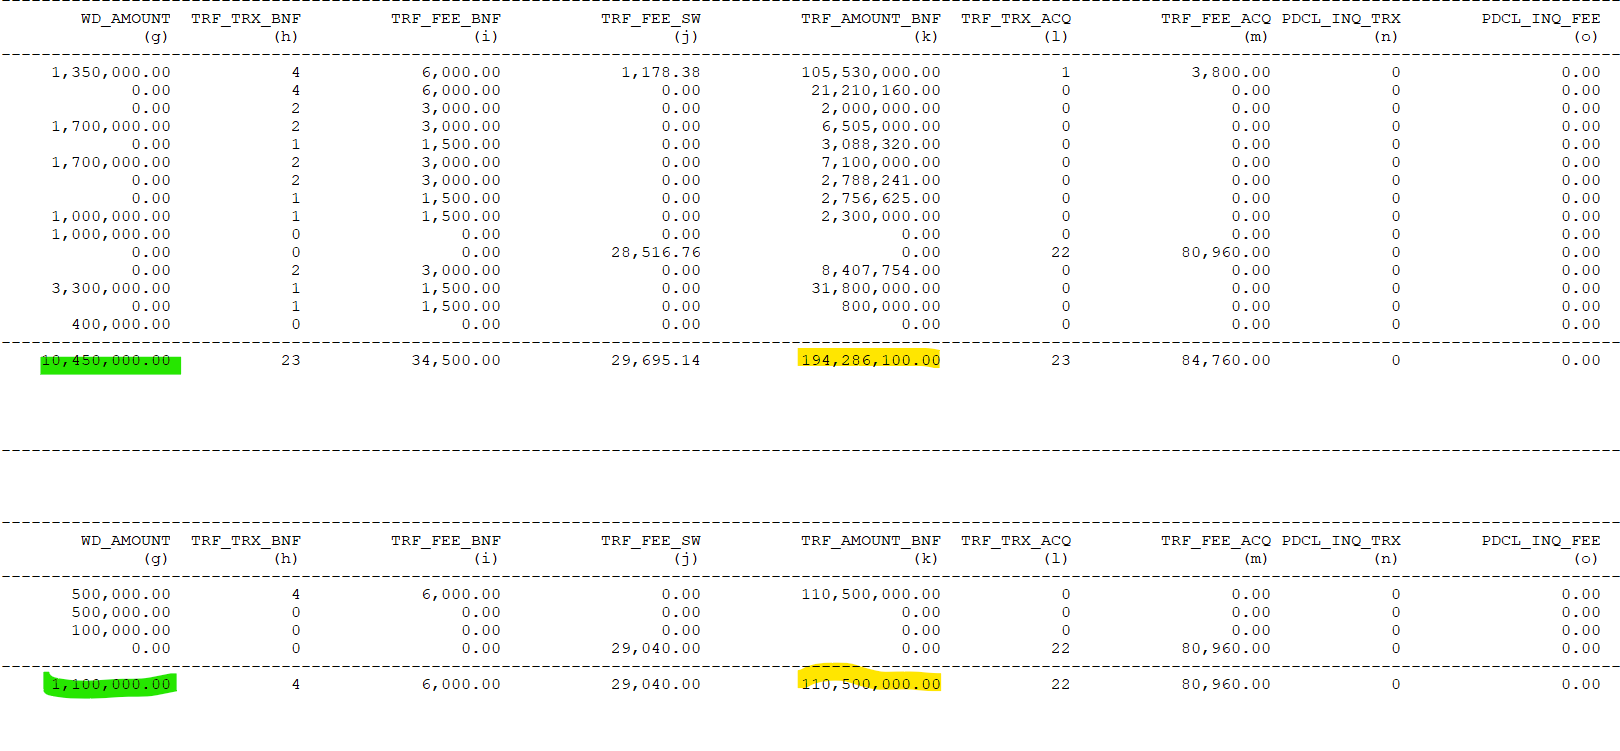 WD_AMOUNT TRF_TRX_BNF TRF_FEE_BNF TRF_FEE_SW TRF_AMOUNT_BNF TRF_TRX_ACQ TRF_FEE_ACQ PDCL_INQ_TRX PDCL_INQ_FEE
(g) (h) (i) (j) (k) (l) (m) (n) (o)
1,350,000.00 4 6,000.00 1,178.38 105,530,000.00 1 3,800.00 0 0.00
0.00 4 6,000.00 0.00 21,210,160.00 0 0.00 0 0.00
0.00 2 3,000.00 0.00 2,000,000.00 0 0.00 0 0.00
1,700,000.00 2 3,000.00 0.00 6,505,000.00 0 0.00 0 0.00
0.00 1 1,500.00 0.00 3,088,320.00 0 0.00 0 0.00
1,700,000.00 2 3,000.00 0.00 7,100,000.00 0 0.00 0 0.00
0.00 2 3,000.00 0.00 2,788,241.00 0 0.00 0 0.00
0.00 1 1,500.00 0.00 2,756,625.00 0 0.00 0 0.00
1,000,000.00 1 1,500.00 0.00 2,300,000.00 0 0.00 0 0.00
1,000,000.00 0 0.00 0.00 0.00 0 0.00 0 0.00
0.00 0 0.00 28,516.76 0.00 22 80,960.00 0 0.00
0.00 2 3,000.00 0.00 8,407,754.00 0 0.00 0 0.00
3,300,000.00 1 1,500.00 0.00 31,800,000.00 0 0.00 0 0.00
0.00 1 1,500.00 0.00 800,000.00 0 0.00 0 0.00
400,000.00 0 0.00 0.00 0.00 0 0.00 0 0.00
10,450,000.00 23 34,500.00 29,695.14 194,286,100.00 23 84,760.00 0 0.00
WD_AMOUNT TRF_TRX_BNF TRF_FEE_BNF TRF_FEE_SW TRF_AMOUNT_BNF TRF_TRX_ACQ TRF_FEE_ACQ PDCL_INQ_TRX PDCL_INQ_FEE
(g) (h) (i) (j) (k) (l) (m) (n) (o)
500,000.00 4 6,000.00 0.00 110,500,000.00 0 0.00 0 0.00
500,000.00 0 0.00 0.00 0.00 0 0.00 0 0.00
100,000.00 0 0.00 0.00 0.00 0 0.00 0 0.00
0.00 0 0.00 29,040.00 0.00 22 80,960.00 0 0.00
1,100,000.00 4 6,000.00 29,040.00 110,500,000.00 22 80,960.00 0 0.00